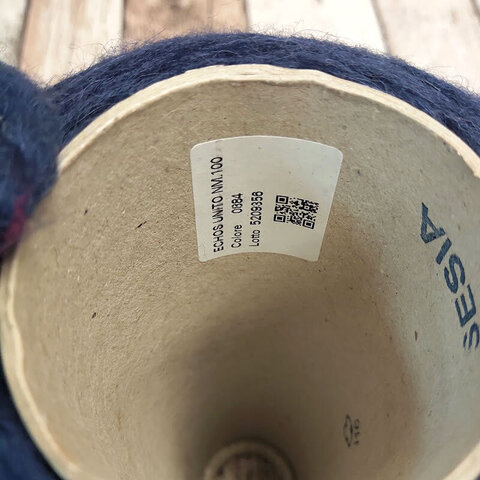 ECHOS UNITO NM.100
Colore 0884
Lotto 5209358
SESIA